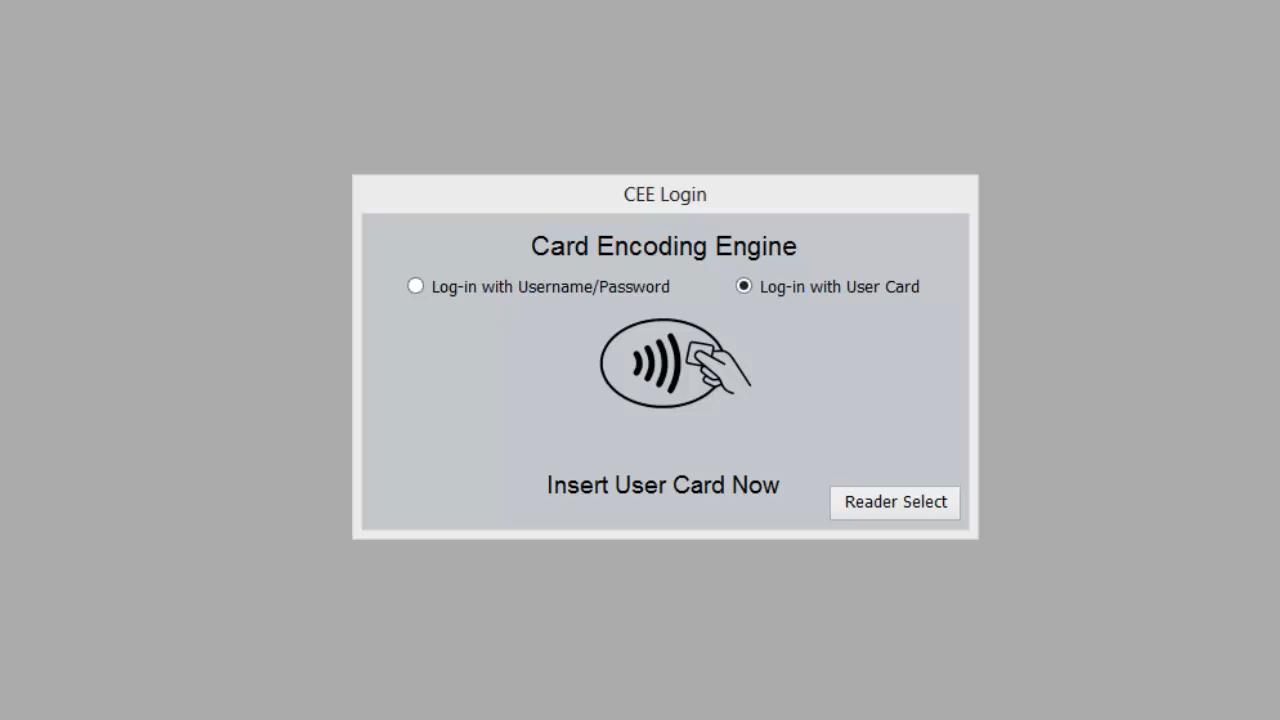 CEE Login
Card Encoding Engine
Log-in with Username/Password Log-in with User Card
Insert User Card Now
Reader Select